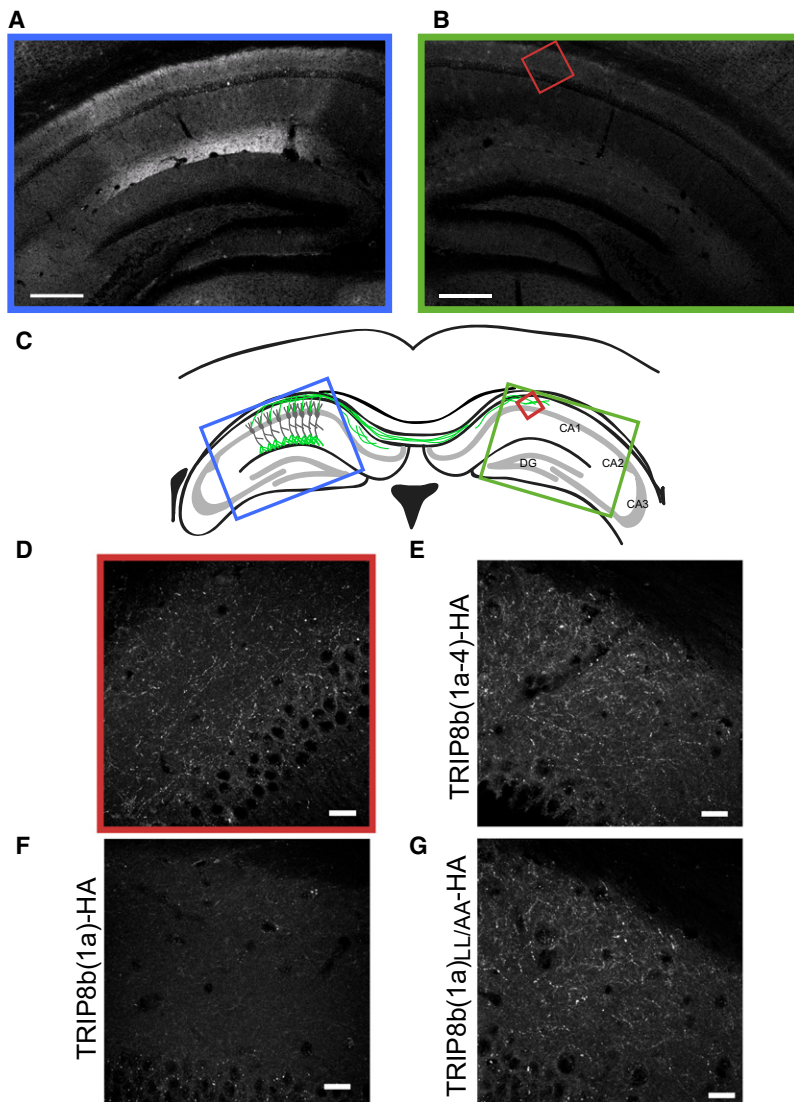 A
B
C
CA1
CA2
CA3
DG
D
E
TRIP8b(1a-4)-HA
F
TRIP8b(1a)-HA
G
TRIP8b(1a)LL/AA-HA